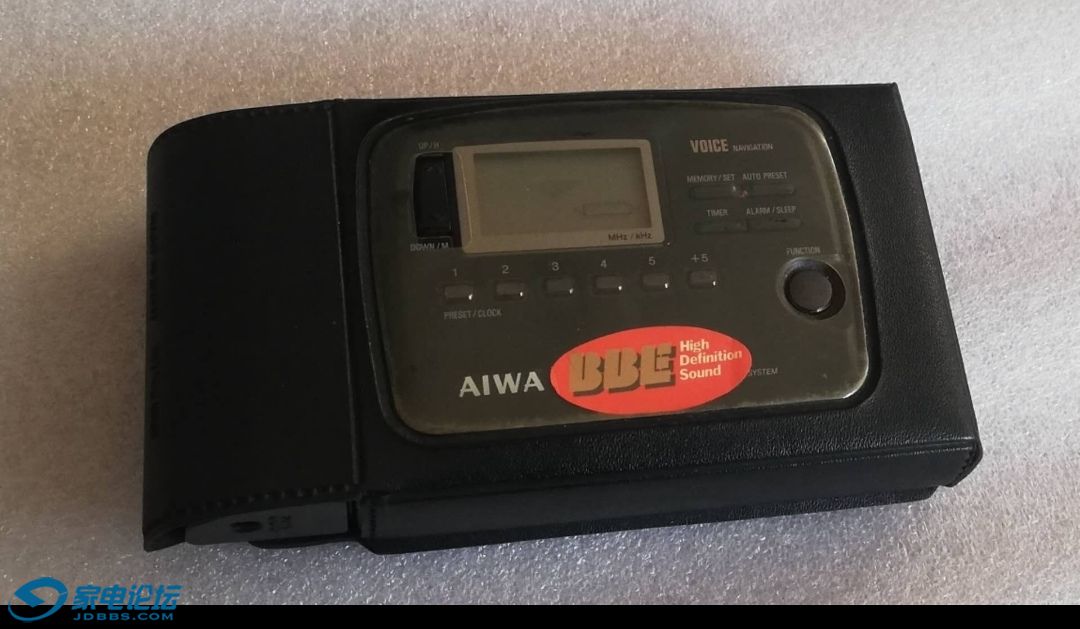 UP/H
VOICE NAVIGATION
MEMORY/SET AUTO PRESET
TIMER ALARM/SLEEP
DOWN/M
MHz/kHz
FUNCTION
1 2 3 4 5 +5
PRESET/CLOCK
AIWA
BBE High
Definition
Sound
SYSTEM
家电论坛
JDBBS.COM